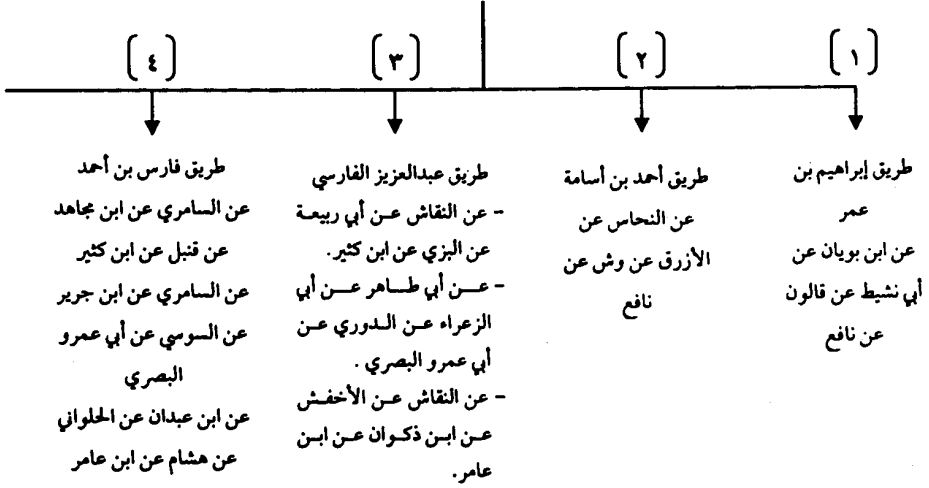 (١)
طريق إبراهيم بن
عمر
عن ابن بويان عن
أبي نشيط عن قالون
عن نافع
(٢)
طريق أحمد بن أسامة
عن النحاس عن
الأزرق عن وش عن
نافع
(٣)
طريق عبدالعزيز الفارسي
- عن النقاش عن أبي ربيعة
عن البزي عن ابن كثير.
- عن أبي طاهر عن أبي
الزعراء عن الدوري عن
أبي عمرو البصري .
- عن النقاش عن الأخفش
عن ابن ذكوان عن ابن
عامر.
(٤)
طريق فارس بن أحمد
عن السامري عن ابن مجاهد
عن قنبل عن ابن كثير
عن السامري عن ابن جرير
عن السوسي عن أبي عمرو
البصري
عن ابن عبدان عن الحلواني
عن هشام عن ابن عامر